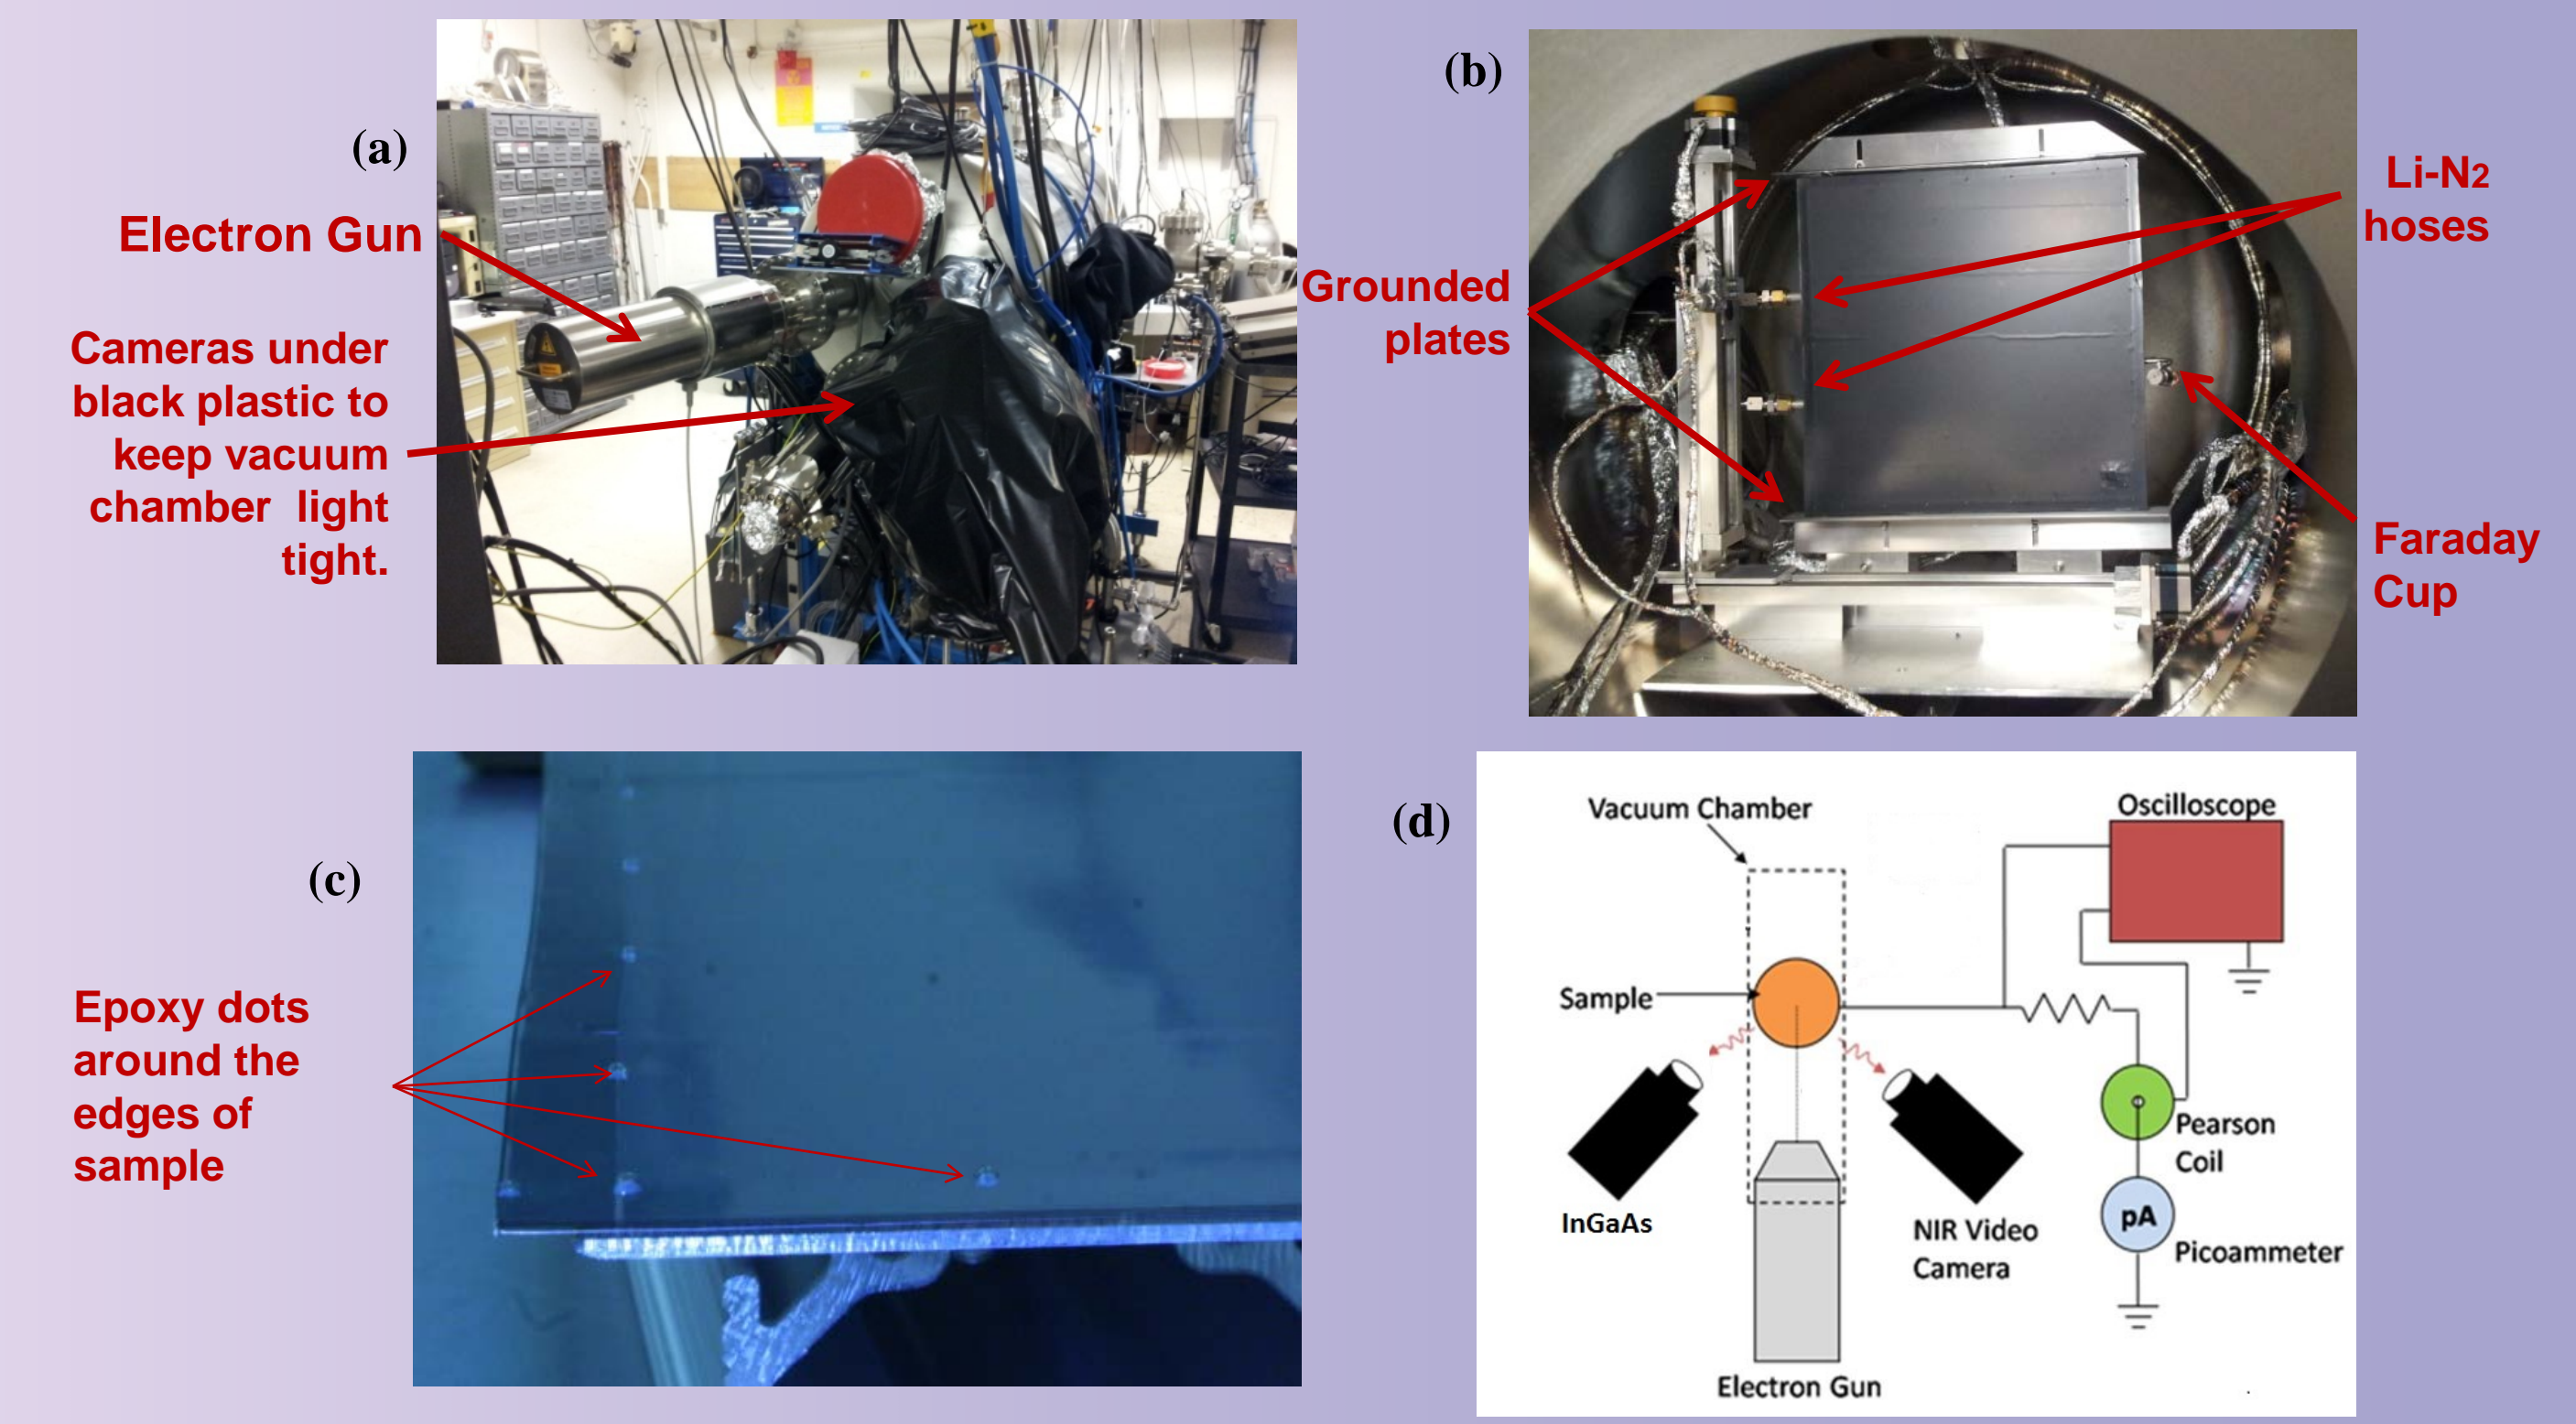 (a)
Electron Gun
Cameras under
black plastic to
keep vacuum
chamber light
tight.
(b)
Grounded
plates
Li-N2
hoses
Faraday
Cup
(c)
Epoxy dots
around the
edges of
sample
(d)
Vacuum Chamber
Oscilloscope
Sample
InGaAs
NIR Video
Camera
Pearson
Coil
pA
Picoammeter
Electron Gun